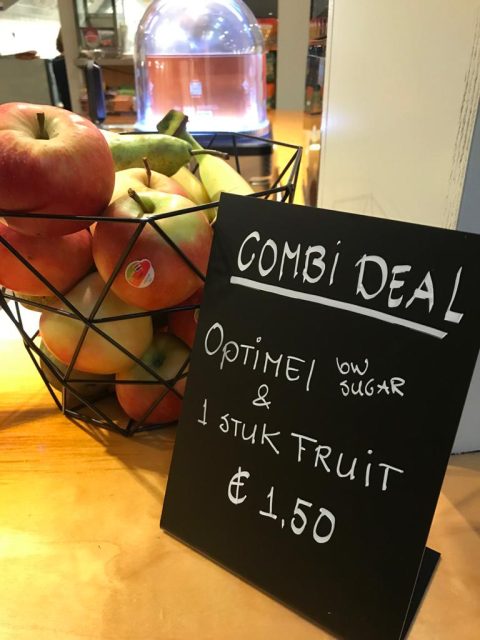 COMBI DEAL
OPTIMEl LOW SUGAR
&
1 STUK FRUIT
€ 1,50